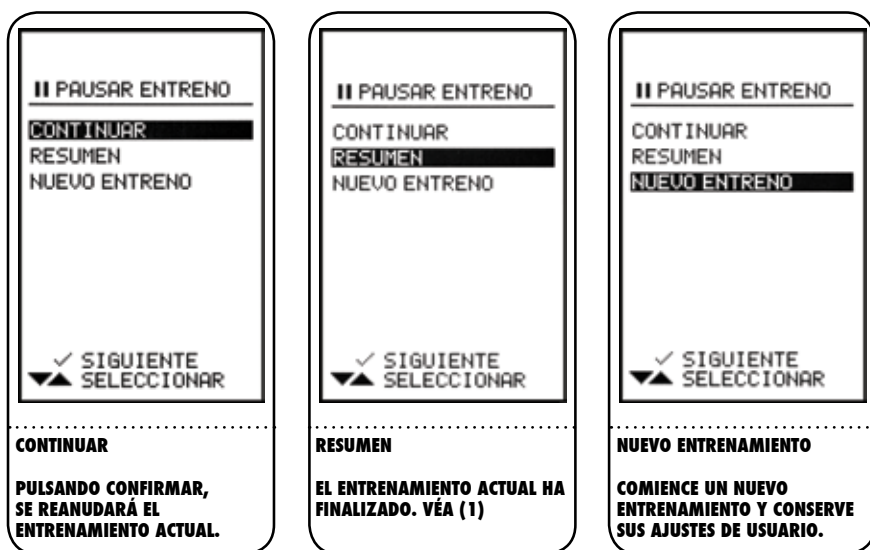 II PAUSAR ENTRENO
CONTINUAR
RESUMEN
NUEVO ENTRENO
✓ SIGUIENTE
▼▲ SELECCIONAR
CONTINUAR
PULSANDO CONFIRMAR,
SE REANUDARÁ EL
ENTRENAMIENTO ACTUAL.
II PAUSAR ENTRENO
CONTINUAR
RESUMEN
NUEVO ENTRENO
✓ SIGUIENTE
▼▲ SELECCIONAR
RESUMEN
EL ENTRENAMIENTO ACTUAL HA
FINALIZADO. VÉA (1)
II PAUSAR ENTRENO
CONTINUAR
RESUMEN
NUEVO ENTRENO
✓ SIGUIENTE
▼▲ SELECCIONAR
NUEVO ENTRENAMIENTO
COMIENCE UN NUEVO
ENTRENAMIENTO Y CONSERVE
SUS AJUSTES DE USUARIO.